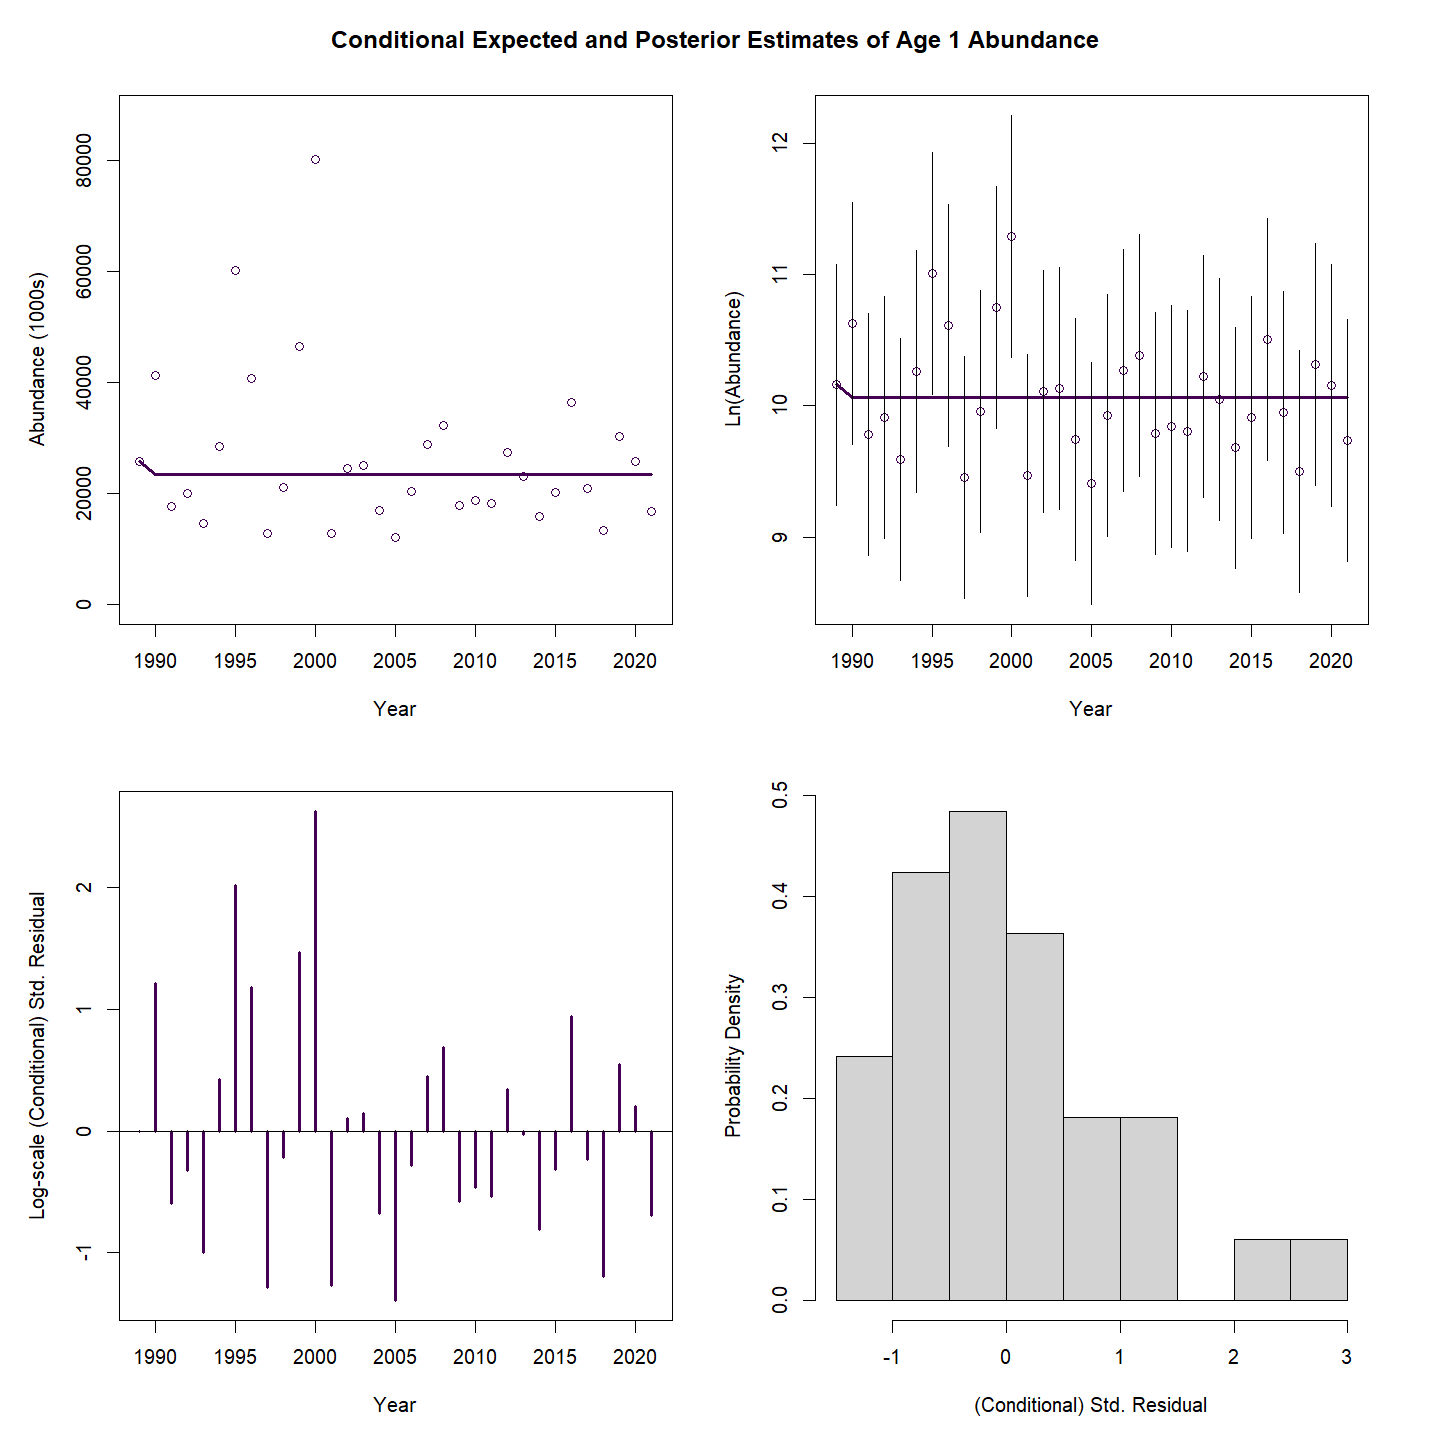 Conditional Expected and Posterior Estimates of Age 1 Abundance
Abundance (1000s)
80000
60000
40000
20000
0
1990 1995 2000 2005 2010 2015 2020
Year
Ln(Abundance)
12
11
10
9
1990 1995 2000 2005 2010 2015 2020
Year
Log-scale (Conditional) Std. Residual
2
1
0
-1
1990 1995 2000 2005 2010 2015 2020
Year
Probability Density
0.5
0.4
0.3
0.2
0.1
0.0
-1 0 1 2 3
(Conditional) Std. Residual